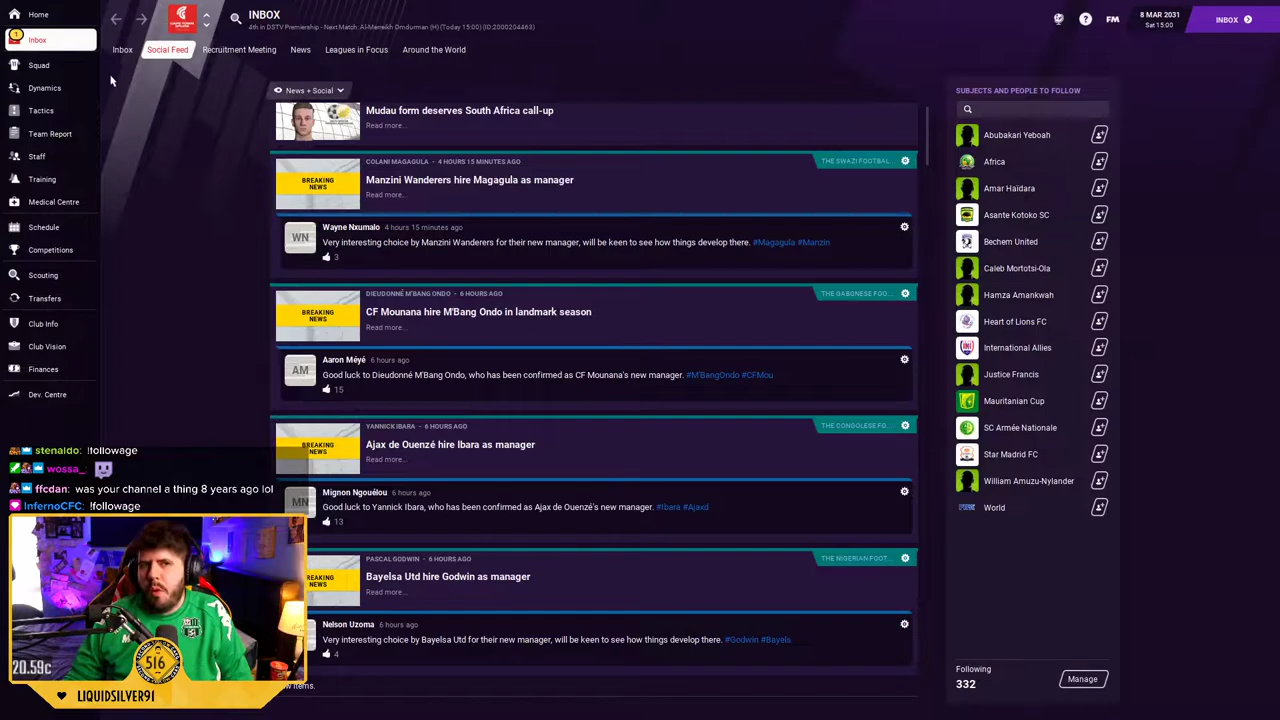 Home
INBOX
4th in DSTV Premiership - Next Match: Al-Merreikh Omdurman (H) (Today 15:00) (ID:2000204463)
FM
8 MAR 2031
Sat 15:00
INBOX
1
Inbox
Inbox
Social Feed
Recruitment Meeting
News
Leagues in Focus
Around the World
Squad
Dynamics
Tactics
Team Report
Staff
Training
Medical Centre
Schedule
Competitions
Scouting
Transfers
Club Info
Club Vision
Finances
Dev. Centre
News + Social
Mudau form deserves South Africa call-up
Read more...
COLANI MAGAGULA - 4 HOURS 15 MINUTES AGO
THE SWAZI FOOTBAL...
BREAKING
NEWS
Manzini Wanderers hire Magagula as manager
Read more...
WN
Wayne Nxumalo 4 hours 15 minutes ago
Very interesting choice by Manzini Wanderers for their new manager, will be keen to see how things develop there. #Magagula #Manzin
3
DIEUDONNÉ M'BANG ONDO - 6 HOURS AGO
THE GABONESE FOO...
BREAKING
NEWS
CF Mounana hire M'Bang Ondo in landmark season
Read more...
AM
Aaron Méyé 6 hours ago
Good luck to Dieudonné M'Bang Ondo, who has been confirmed as CF Mounana's new manager. #M'BangOndo #CFMou
15
YANNICK IBARA - 6 HOURS AGO
THE CONGOLESE FO...
BREAKING
NEWS
Ajax de Ouenzé hire Ibara as manager
Read more...
MN
Mignon Ngouélou 6 hours ago
Good luck to Yannick Ibara, who has been confirmed as Ajax de Ouenzé's new manager. #Ibara #Ajaxd
13
PASCAL GODWIN - 6 HOURS AGO
THE NIGERIAN FOOT...
BREAKING
NEWS
Bayelsa Utd hire Godwin as manager
Read more...
Nelson Uzoma 6 hours ago
Very interesting choice by Bayelsa Utd for their new manager, will be keen to see how things develop there. #Godwin #Bayels
4
items.
SUBJECTS AND PEOPLE TO FOLLOW
Abubakari Yeboah
Africa
Amar Haïdara
Asante Kotoko SC
Bechem United
Caleb Mortotsi-Ola
Hamza Amankwah
Heart of Lions FC
International Allies
Justice Francis
Mauritanian Cup
SC Armée Nationale
Star Madrid FC
William Amuzu-Nylander
World
Following
332
Manage
stenaldo: !followage
wossa_:
ffcdan: was your channel a thing 8 years ago lol
InfernoCFC: !followage
20.59c
516
LIQUIDSILVER91